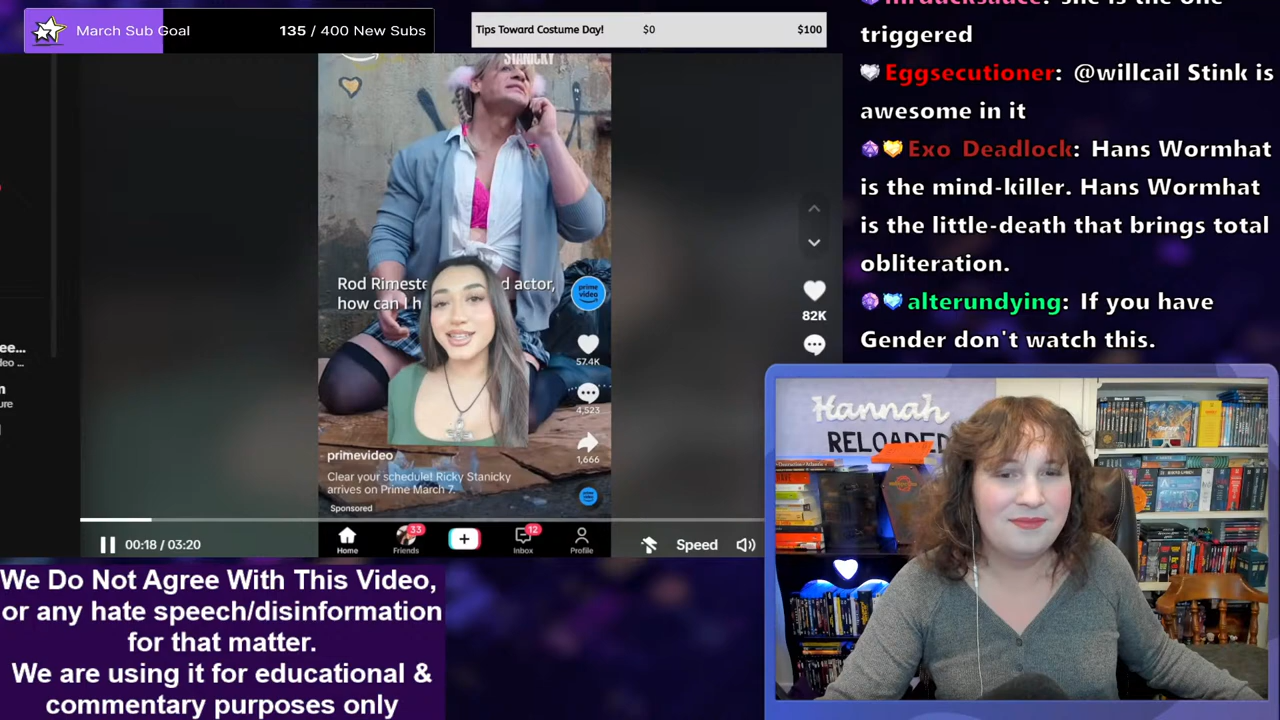 March Sub Goal
135 / 400 New Subs
Tips Toward Costume Day!
$0
$100
STANICKY
Rod Rimeste
d actor,
how can I h
prime
video
57.4K
4,523
1,666
primevideo
Clear your schedule! Ricky Stanicky
arrives on Prime March 7.
Sponsored
Home
33
Friends
12
Inbox
Profile
82K
00:18 / 03:20
Speed
triggered
Eggsecutioner: @willcail Stink is
awesome in it
Exo Deadlock: Hans Wormhat
is the mind-killer. Hans Wormhat
is the little-death that brings total
obliteration.
alterundying: If you have
Gender don't watch this.
Hannah
RELOADED
We Do Not Agree With This Video,
or any hate speech/disinformation
for that matter.
We are using it for educational &
commentary purposes only